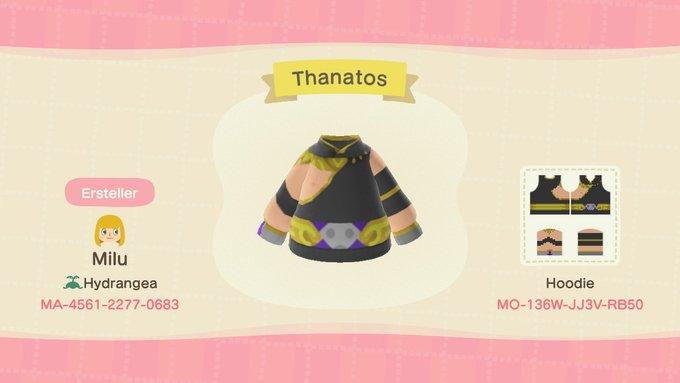 Thanatos
Ersteller
Milu
Hydrangea
MA-4561-2277-0683
Hoodie
MO-136W-JJ3V-RB50